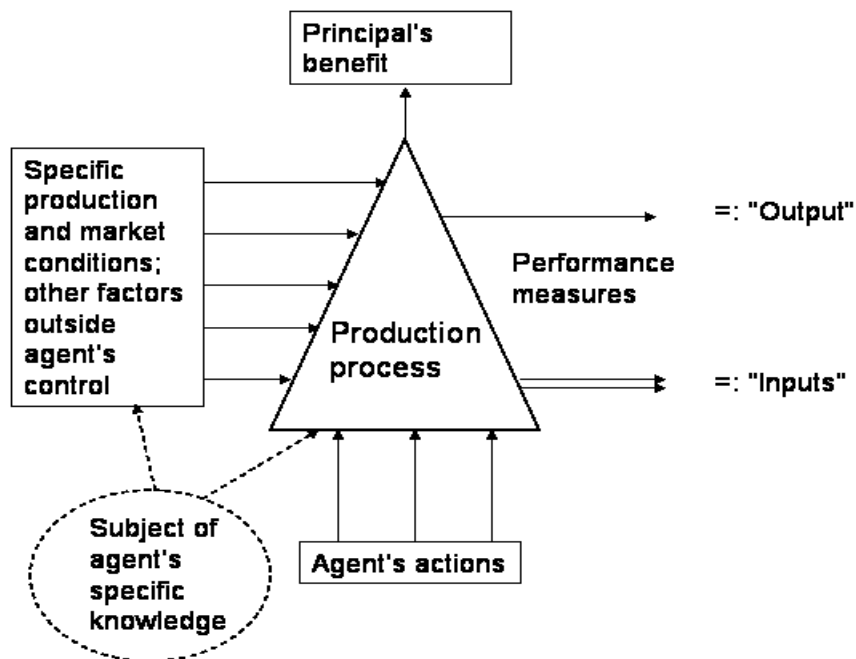 Principal's
benefit
Specific
production
and market
conditions;
other factors
outside
agent's
control
=: "Output"
Performance
measures
Production
process
=: "Inputs"
Subject of
agent's
specific
knowledge
Agent's actions